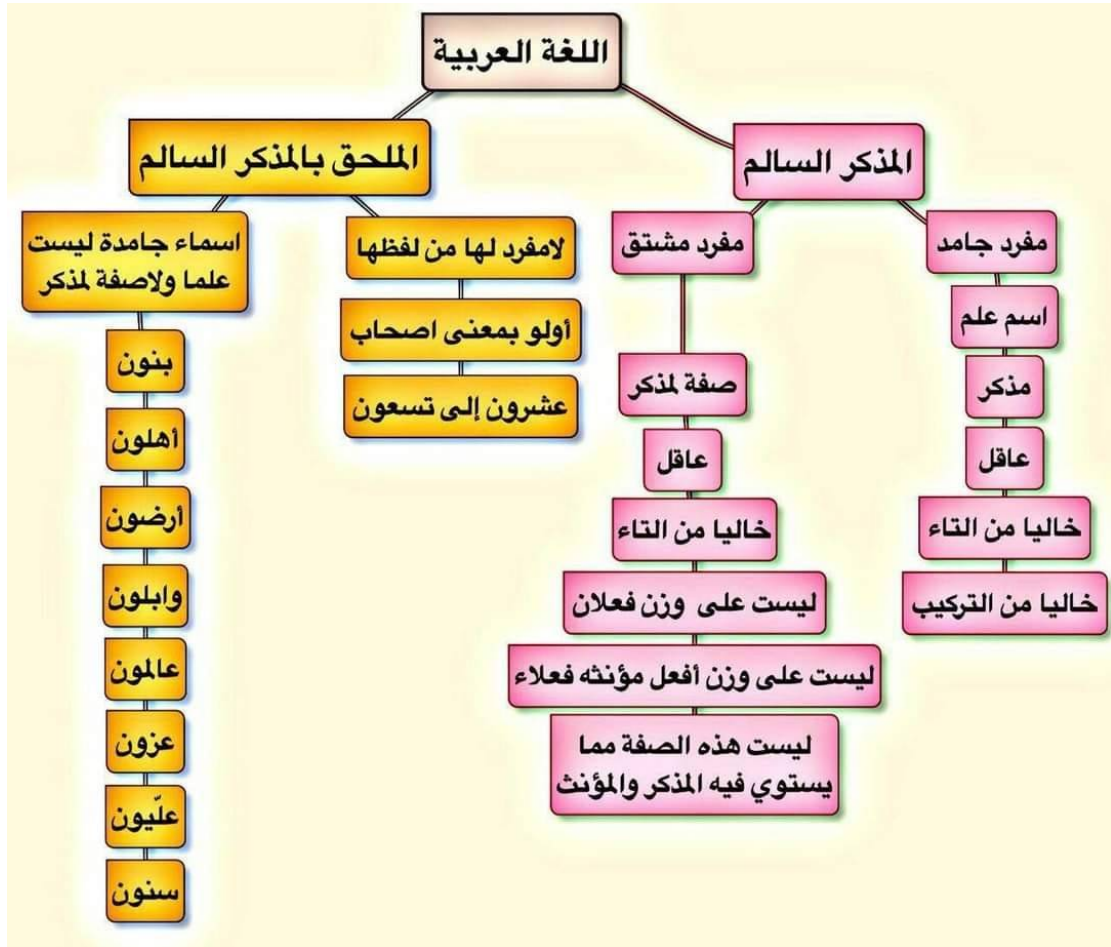 اللغة العربية
المذكر السالم
مفرد جامد
اسم علم
مذكر
عاقل
خاليا من التاء
خاليا من التركيب
مفرد مشتق
صفة لمذكر
عاقل
خاليا من التاء
ليست على وزن فعلان
ليست على وزن أفعل مؤنثه فعلاء
ليست هذه الصفة مما
يستوي فيه المذكر والمؤنث
الملحق بالمذكر السالم
لامفرد لها من لفظها
أولو بمعنى اصحاب
عشرون إلى تسعون
اسماء جامدة ليست
علما ولاصفة لمذكر
بنون
أهلون
أرضون
وابلون
عالمون
عزون
علّيون
سنون